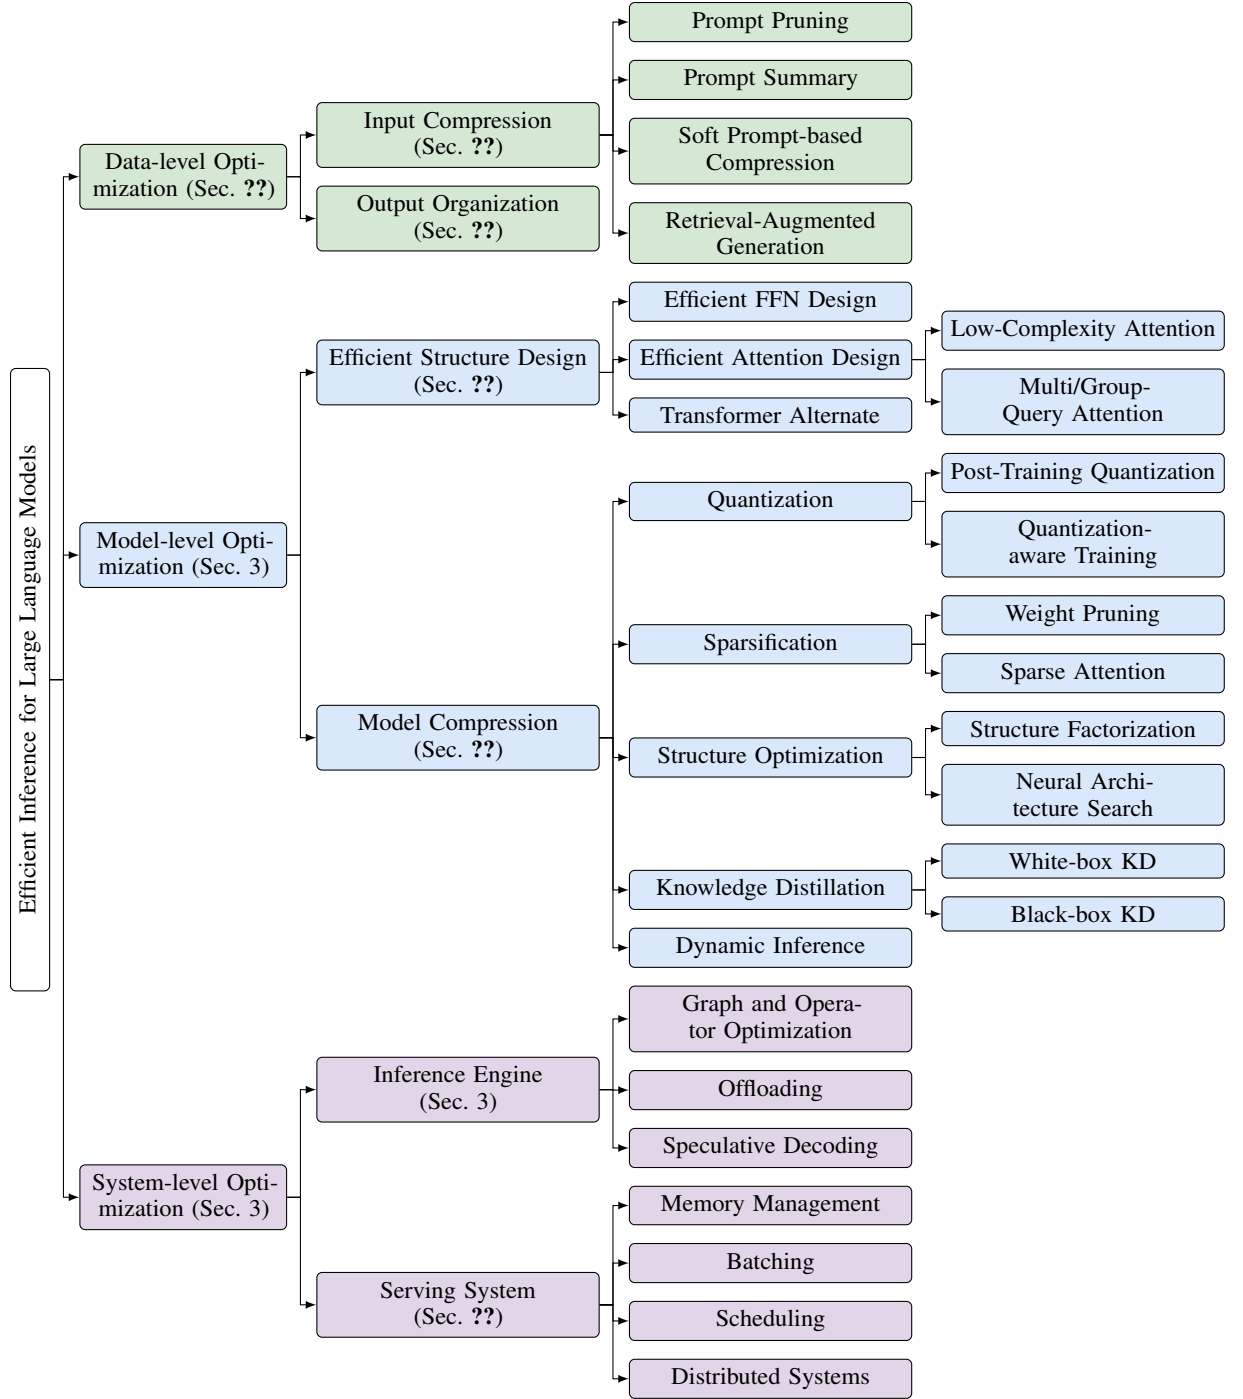 Efficient Inference for Large Language Models
Data-level Opti-
mization (Sec. ??)
Input Compression
(Sec. ??)
Prompt Pruning
Prompt Summary
Soft Prompt-based
Compression
Retrieval-Augmented
Generation
Output Organization
(Sec. ??)
Model-level Opti-
mization (Sec. 3)
Efficient Structure Design
(Sec. ??)
Efficient FFN Design
Efficient Attention Design
Low-Complexity Attention
Multi/Group-
Query Attention
Transformer Alternate
Model Compression
(Sec. ??)
Quantization
Post-Training Quantization
Quantization-
aware Training
Sparsification
Weight Pruning
Sparse Attention
Structure Optimization
Structure Factorization
Neural Archi-
tecture Search
Knowledge Distillation
White-box KD
Black-box KD
Dynamic Inference
System-level Opti-
mization (Sec. 3)
Inference Engine
(Sec. 3)
Graph and Opera-
tor Optimization
Offloading
Speculative Decoding
Serving System
(Sec. ??)
Memory Management
Batching
Scheduling
Distributed Systems